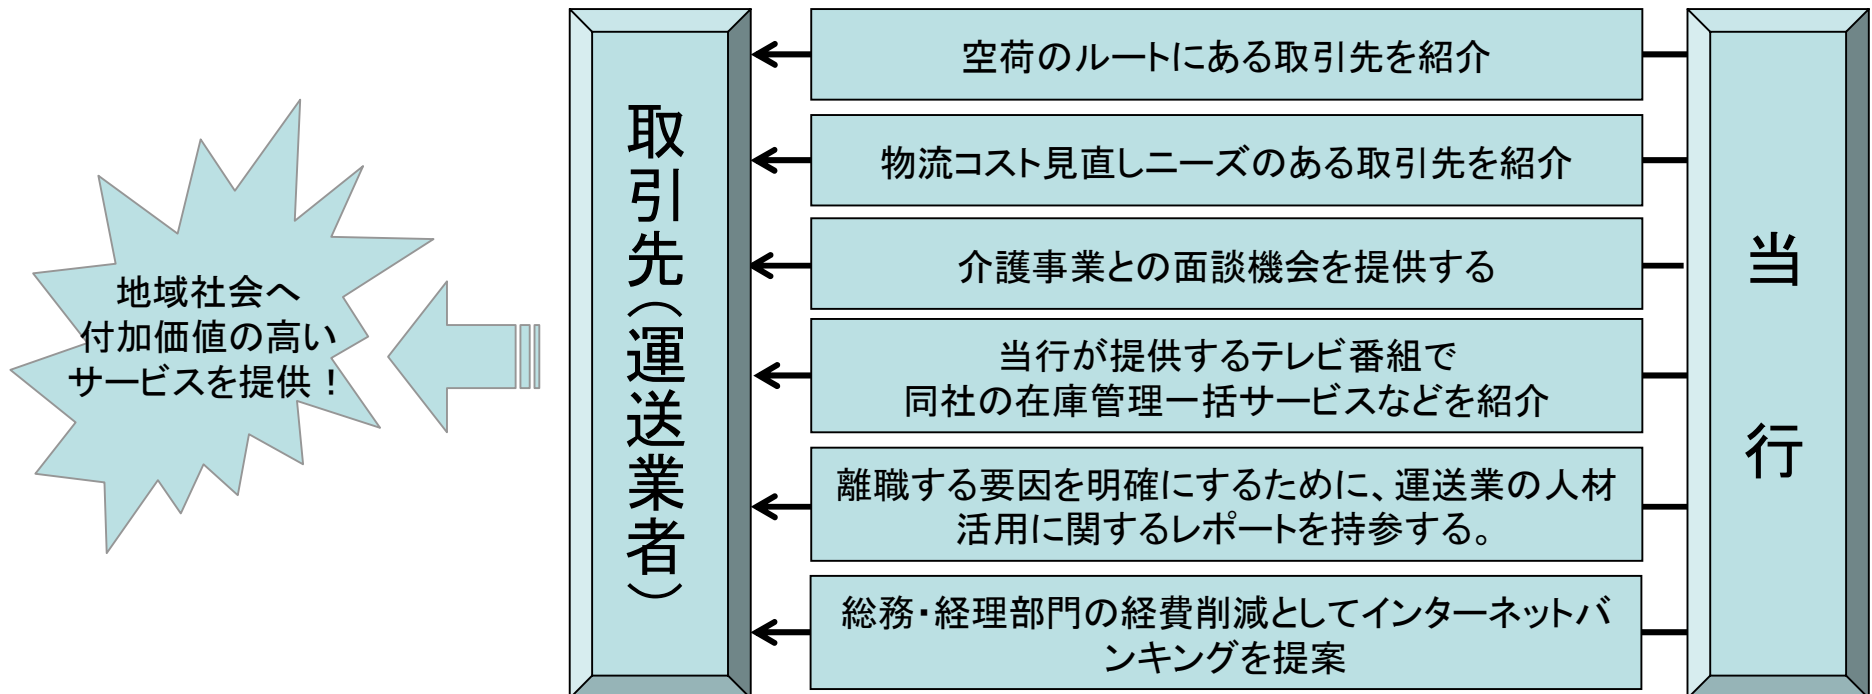 地域社会へ
付加価値の高い
サービスを提供！
取引先（運送業者）
空荷のルートにある取引先を紹介
物流コスト見直しニーズのある取引先を紹介
介護事業との面談機会を提供する
当行が提供するテレビ番組で
同社の在庫管理一括サービスなどを紹介
離職する要因を明確にするために、運送業の人材
活用に関するレポートを持参する。
総務・経理部門の経費削減としてインターネットバ
ンキングを提案
当行